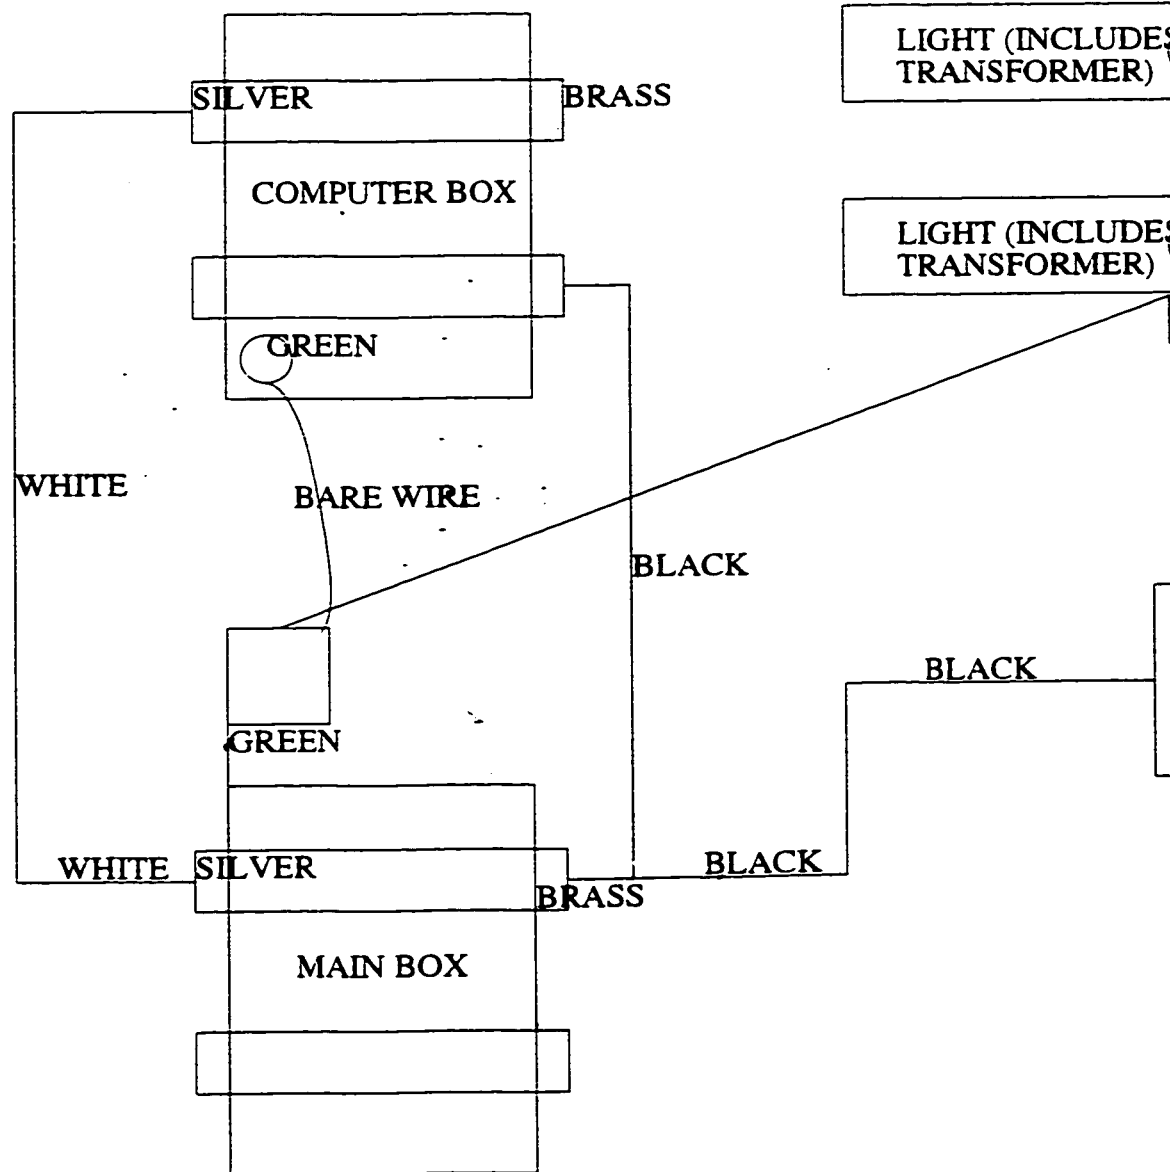 LIGHT (INCLUDES
TRANSFORMER)
SILVER
BRASS
COMPUTER BOX
LIGHT (INCLUDES
TRANSFORMER)
GREEN
WHITE
BARE WIRE
BLACK
BLACK
GREEN
WHITE
SILVER
BLACK
BRASS
MAIN BOX